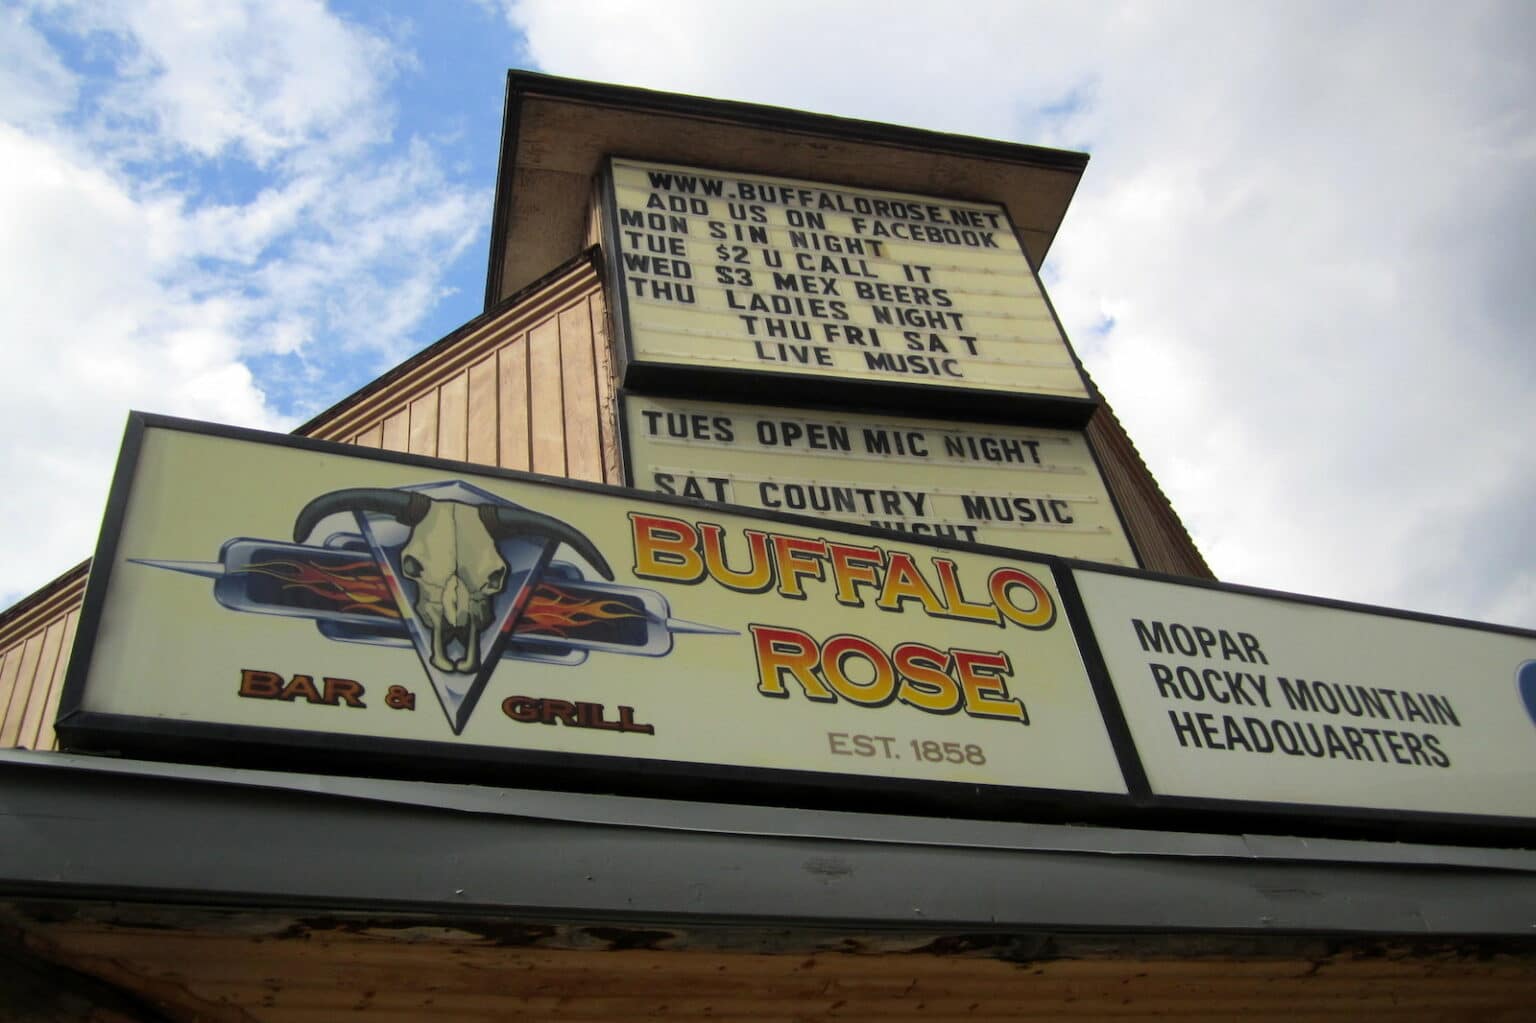 WWW.BUFFALOROSE.NET
ADD US ON FACEBOOK
MON SIN NIGHT
TUE $2 U CALL IT
WED $3 MEX BEERS
THU LADIES NIGHT
THU FRI SAT
LIVE MUSIC
TUES OPEN MIC NIGHT
SAT COUNTRY MUSIC
NIGHT
BUFFALO
ROSE
BAR & GRILL
EST. 1858
MOPAR
ROCKY MOUNTAIN
HEADQUARTERS